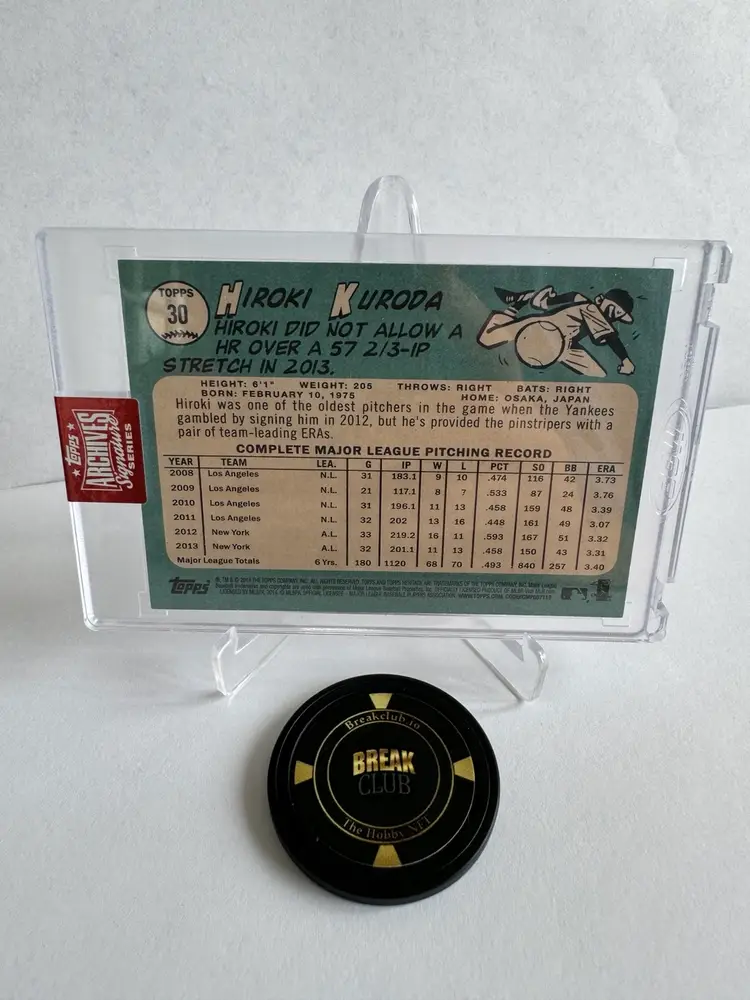 TOPPS
30
HIROKI KURODA
HIROKI DID NOT ALLOW A
HR OVER A 57 2/3-IP
STRETCH IN 2013.
HEIGHT: 6'1" WEIGHT: 205 THROWS: RIGHT BATS: RIGHT
BORN: FEBRUARY 10, 1975 HOME: OSAKA, JAPAN
Hiroki was one of the oldest pitchers in the game when the Yankees
gambled by signing him in 2012, but he's provided the pinstripers with a
pair of team-leading ERAs.
COMPLETE MAJOR LEAGUE PITCHING RECORD
YEAR TEAM LEA. G IP W L PCT SO BB ERA
2008 Los Angeles N.L. 31 183.1 9 10 .474 116 42 3.73
2009 Los Angeles N.L. 21 117.1 8 7 .533 87 24 3.76
2010 Los Angeles N.L. 31 196.1 11 13 .458 159 48 3.39
2011 Los Angeles N.L. 32 202 13 16 .448 161 49 3.07
2012 New York A.L. 33 219.2 16 11 .593 167 51 3.32
2013 New York A.L. 32 201.1 11 13 .458 150 43 3.31
Major League Totals 6 Yrs. 180 1120 68 70 .493 840 257 3.40
Topps
Topps
ARCHIVES
Signature
SERIES
Breakclub.io
BREAK
CLUB
The Hobby NFT